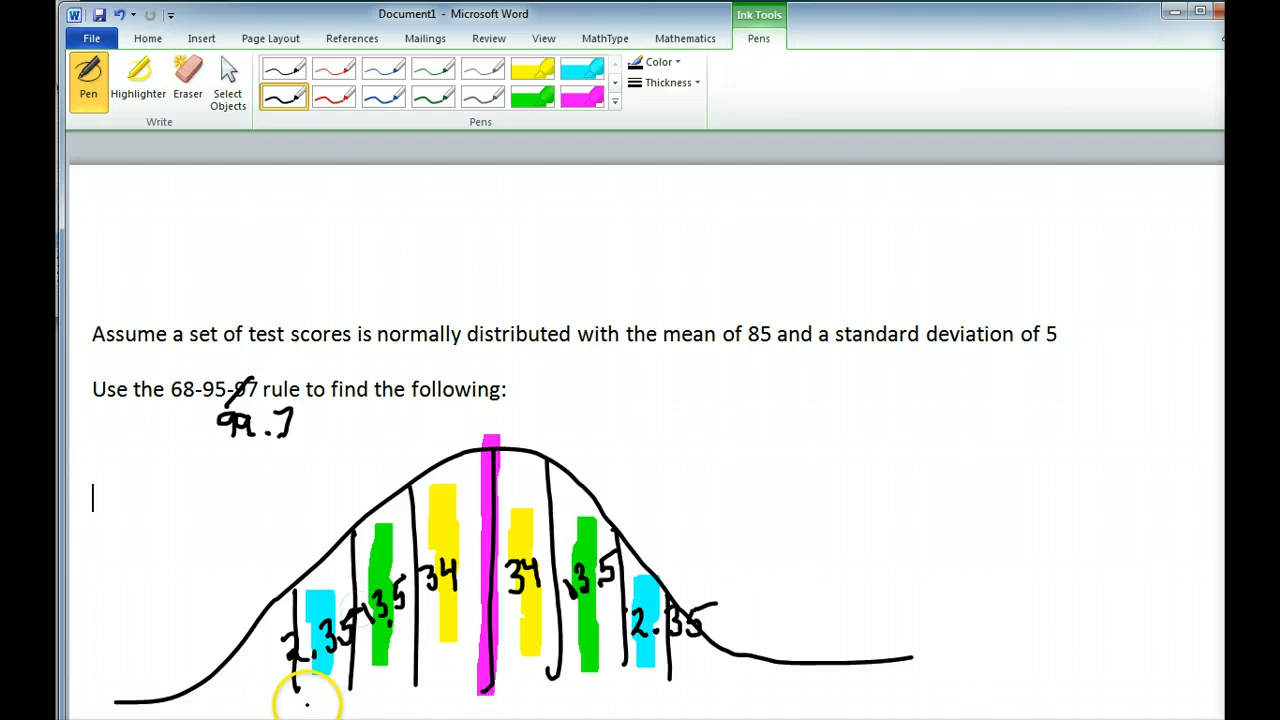 Document1 - Microsoft Word
Ink Tools
File Home Insert Page Layout References Mailings Review View MathType Mathematics Pens
Pen Highlighter Eraser Select Objects
Color
Thickness
Write Pens
Assume a set of test scores is normally distributed with the mean of 85 and a standard deviation of 5
Use the 68-95-97 rule to find the following:
99.7
2.35 13.5 34 34 13.5 2.35